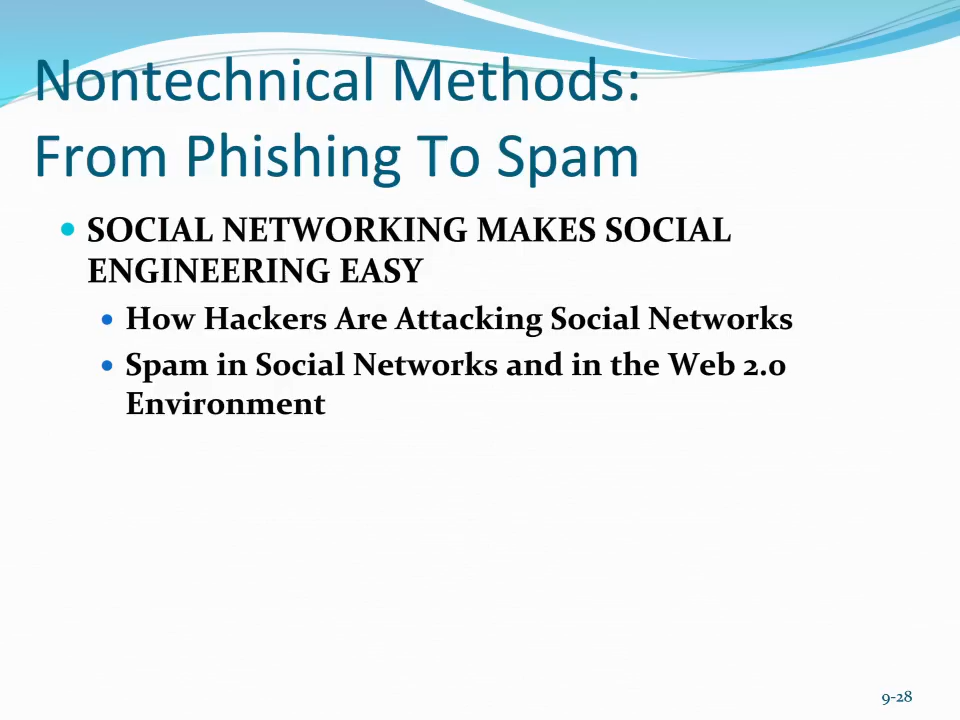 Nontechnical Methods:
From Phishing To Spam
• SOCIAL NETWORKING MAKES SOCIAL
ENGINEERING EASY
• How Hackers Are Attacking Social Networks
• Spam in Social Networks and in the Web 2.0
Environment
9-28